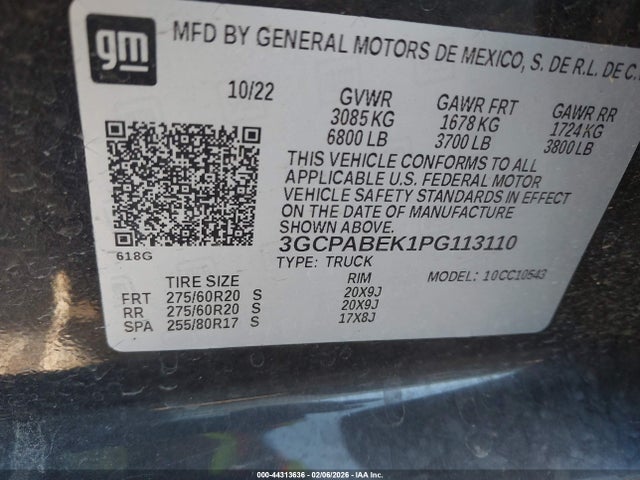 gm
MFD BY GENERAL MOTORS DE MEXICO, S. DE R.L. DE C.
10/22
GVWR GAWR FRT GAWR RR
3085 KG 1678 KG 1724 KG
6800 LB 3700 LB 3800 LB
THIS VEHICLE CONFORMS TO ALL
APPLICABLE U.S. FEDERAL MOTOR
VEHICLE SAFETY STANDARDS IN EFFECT
ON THE DATE OF MANUFACTURE
SHOWN ABOVE.
3GCPABEK1PG113110
618G
TYPE: TRUCK MODEL: 10CC10543
TIRE SIZE RIM
FRT 275/60R20 S 20X9J
RR 275/60R20 S 20X9J
SPA 255/80R17 S 17X8J
000-44313636 - 02/06/2026 - IAA Inc.